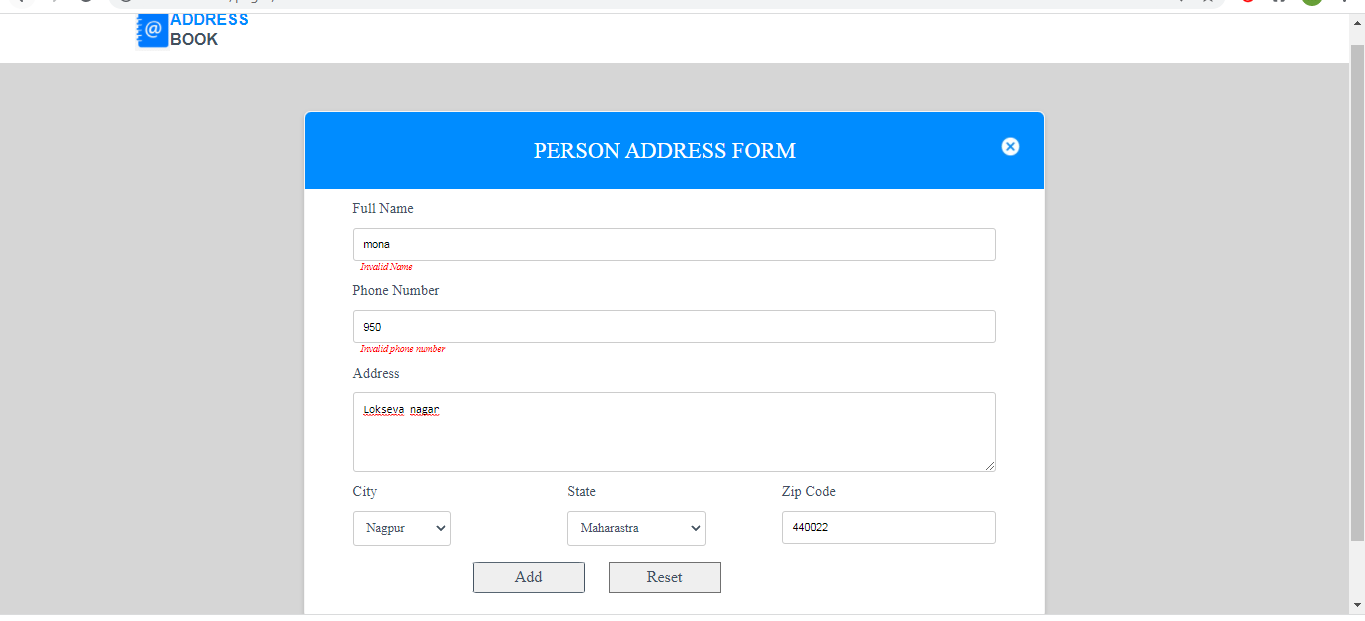 ADDRESS
BOOK
PERSON ADDRESS FORM
Full Name
mona
Invalid Name
Phone Number
950
Invalid phone number
Address
Lokseva nagar
City State Zip Code
Nagpur Maharastra 440022
Add Reset